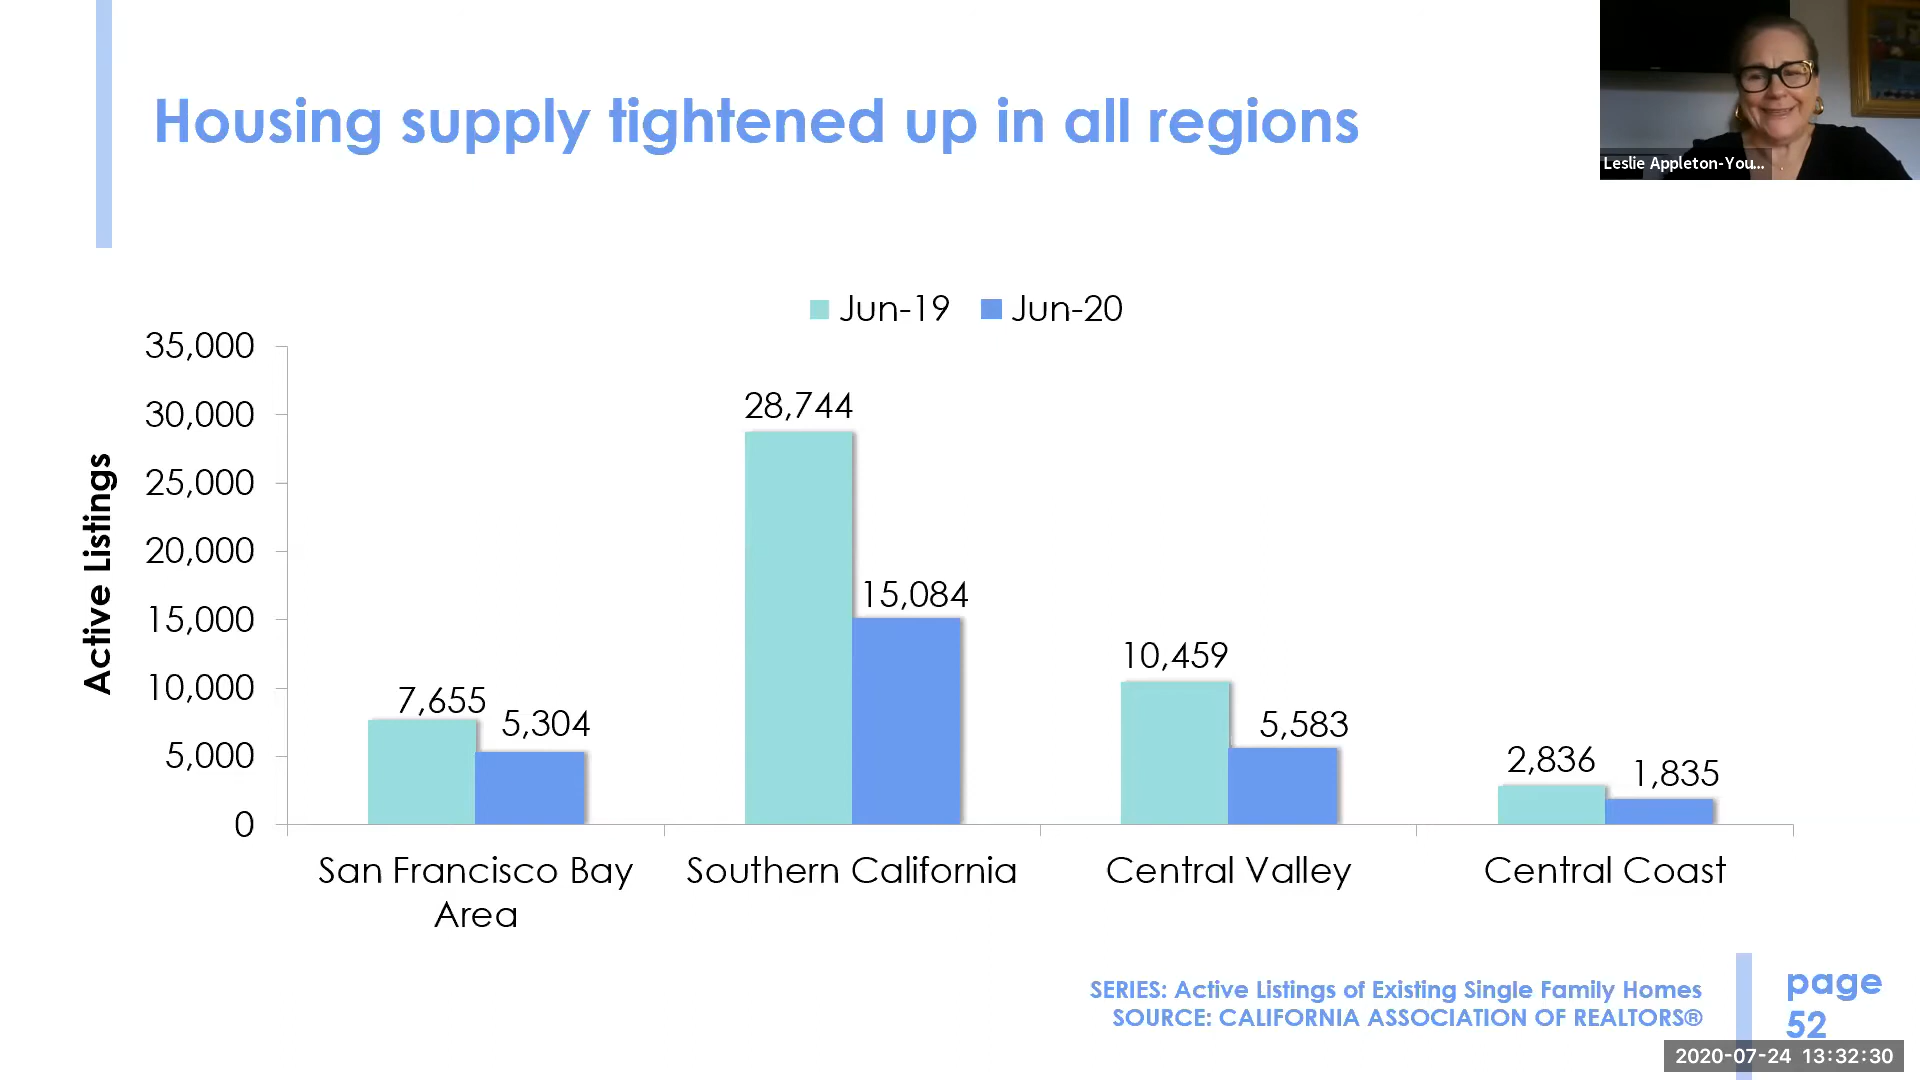 Housing supply tightened up in all regions
Leslie Appleton-You...
Jun-19 Jun-20
Active Listings
35,000
30,000
25,000
20,000
15,000
10,000
5,000
0
7,655
5,304
28,744
15,084
10,459
5,583
2,836
1,835
San Francisco Bay
Area
Southern California
Central Valley
Central Coast
SERIES: Active Listings of Existing Single Family Homes
SOURCE: CALIFORNIA ASSOCIATION OF REALTORS®
page
52
2020-07-24 13:32:30